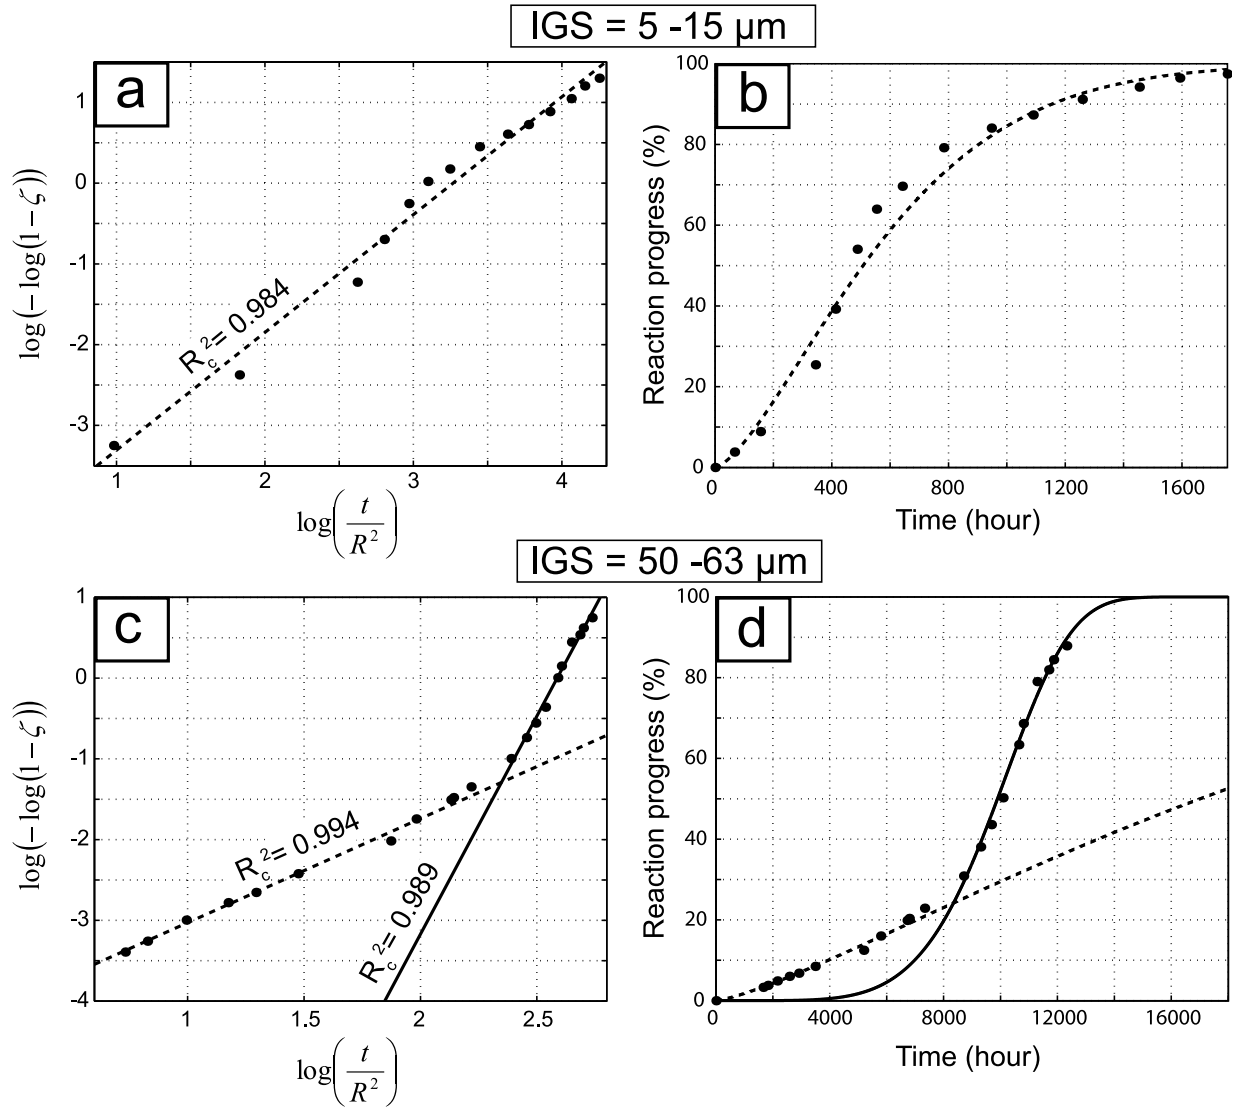 IGS = 5 -15 µm
a
log(− log(1 − ζ))
1
0
-1
-2
-3
R_c^2= 0.984
1 2 3 4
log(t/R^2)
b
Reaction progress (%)
100
80
60
40
20
0
0 400 800 1200 1600
Time (hour)
IGS = 50 -63 µm
c
log(− log(1 − ζ))
1
0
-1
-2
-3
-4
R_c^2= 0.994
R_c^2= 0.989
1 1.5 2 2.5
log(t/R^2)
d
Reaction progress (%)
100
80
60
40
20
0
0 4000 8000 12000 16000
Time (hour)